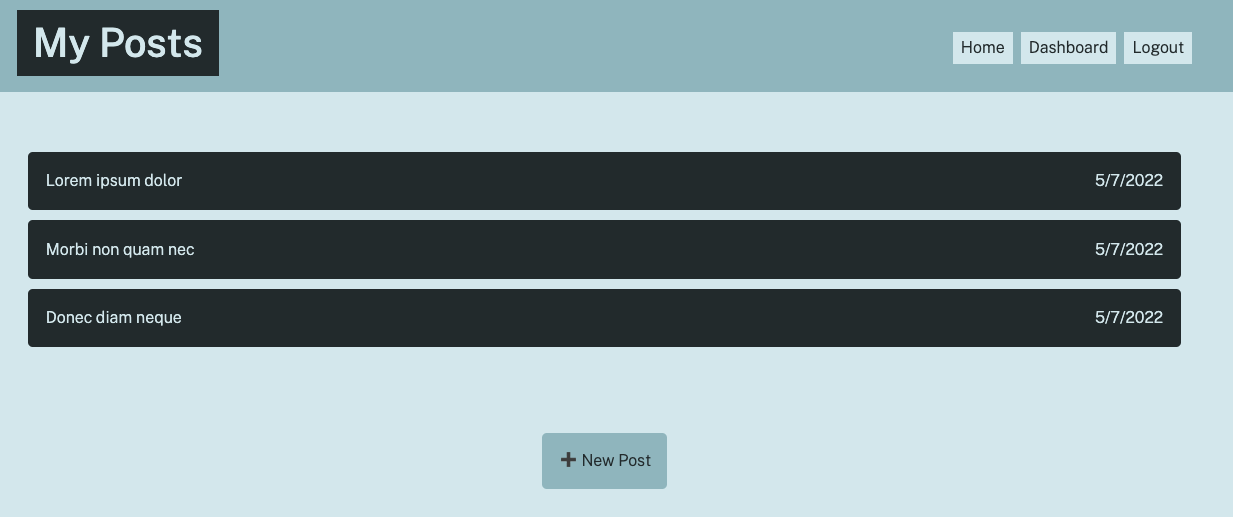 My Posts
Home Dashboard Logout
Lorem ipsum dolor 5/7/2022
Morbi non quam nec 5/7/2022
Donec diam neque 5/7/2022
➕ New Post